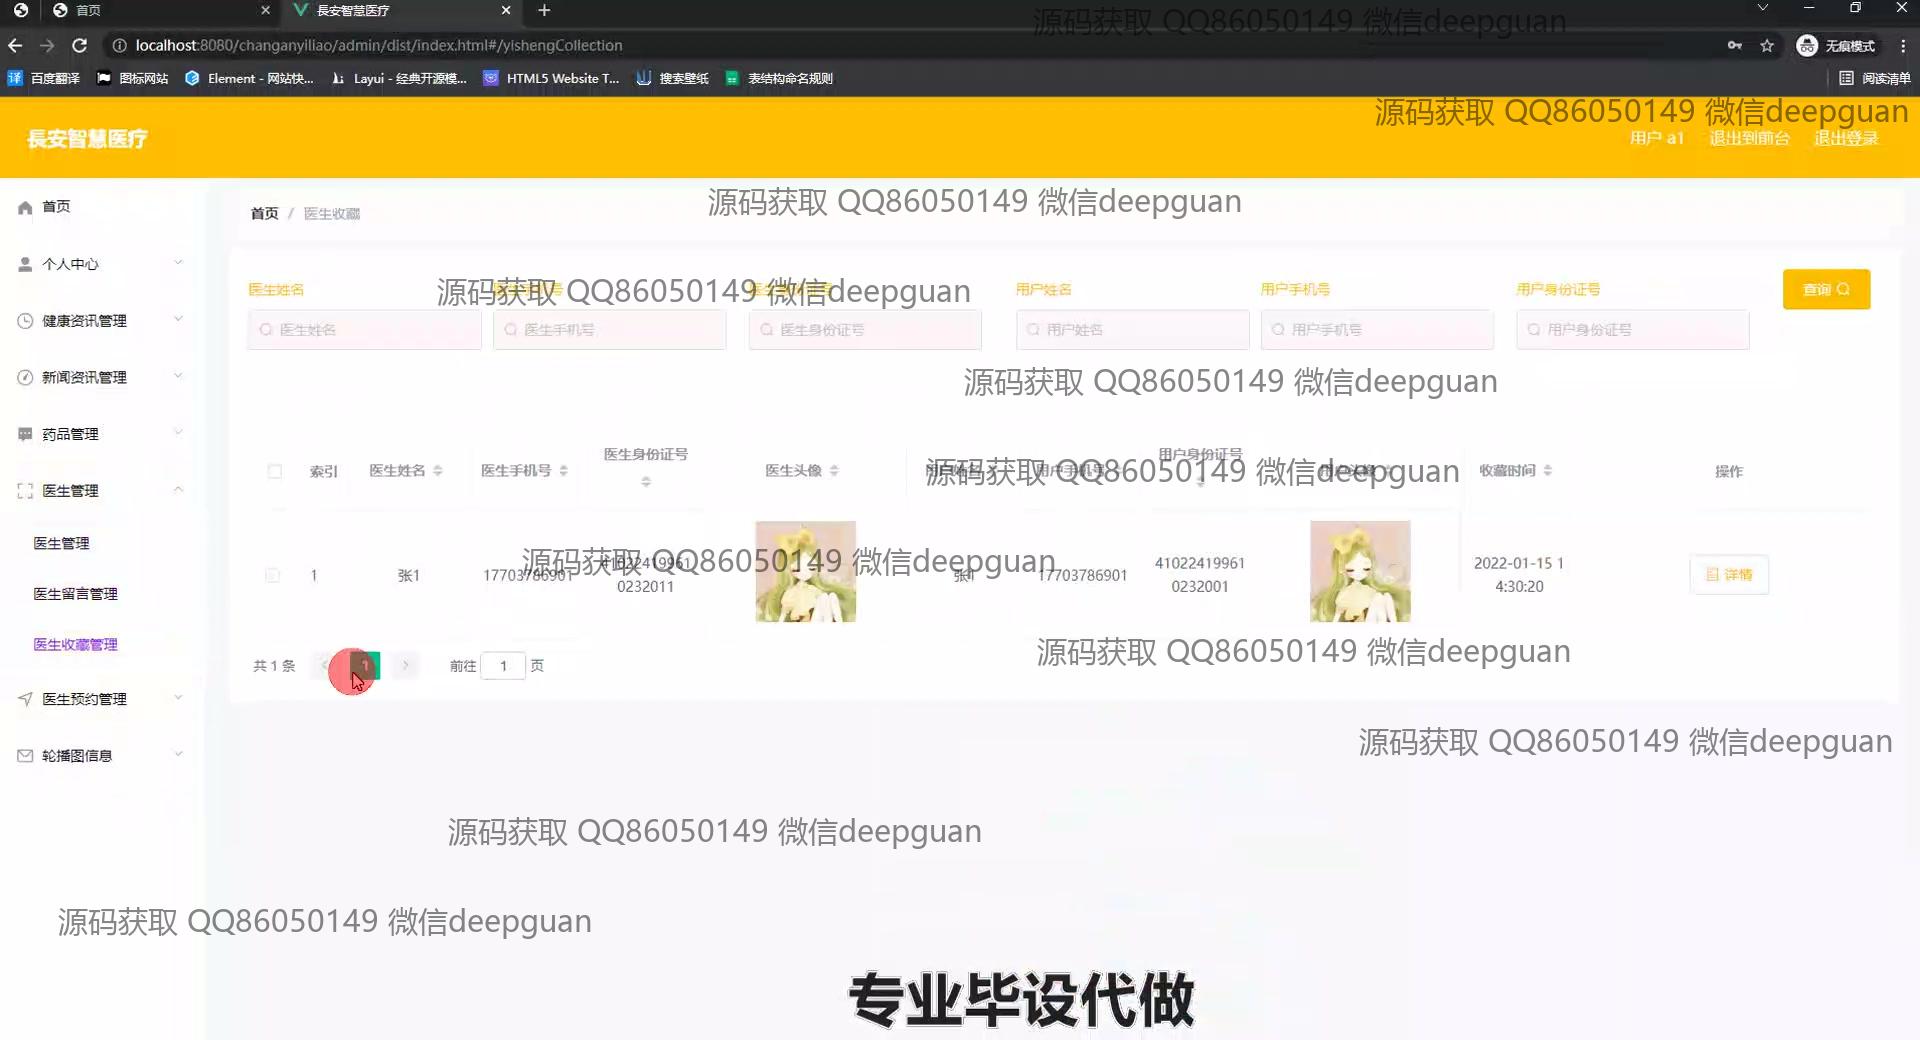 首页
長安智慧医疗
localhost:8080/changanyiliao/admin/dist/index.html#/yishengCollection
无痕模式
百度翻译
图标网站
Element - 网站快...
Layui - 经典开源模...
HTML5 Website T...
搜索壁纸
表结构命名规则
阅读清单
源码获取 QQ86050149 微信deepguan
源码获取 QQ86050149 微信deepguan
長安智慧医疗
用户 a1
退出到前台
退出登录
首页
个人中心
健康资讯管理
新闻资讯管理
药品管理
医生管理
医生管理
医生留言管理
医生收藏管理
医生预约管理
轮播图信息
首页 / 医生收藏
源码获取 QQ86050149 微信deepguan
医生姓名
源码获取 QQ86050149 微信deepguan
用户姓名
用户手机号
用户身份证号
查询
医生姓名
医生手机号
医生身份证号
用户姓名
用户手机号
用户身份证号
源码获取 QQ86050149 微信deepguan
索引
医生姓名
医生手机号
医生身份证号
医生头像
用户手机号
用户身份证号
收藏时间
操作
源码获取 QQ86050149 微信deepguan
1
张1
17703786901
41022419961
0232011
张1
17703786901
41022419961
0232001
2022-01-15 1
4:30:20
详情
源码获取 QQ86050149 微信deepguan
共 1 条
1
前往
1
页
源码获取 QQ86050149 微信deepguan
源码获取 QQ86050149 微信deepguan
源码获取 QQ86050149 微信deepguan
源码获取 QQ86050149 微信deepguan
专业毕设代做